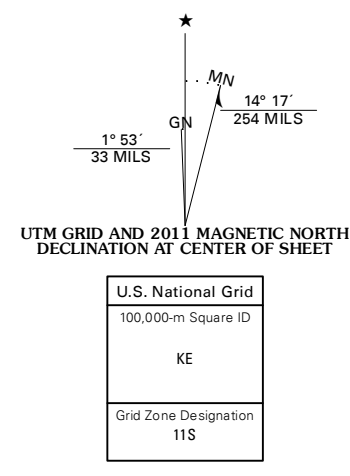 ★
MN
GN
14° 17´
254 MILS
1° 53´
33 MILS
UTM GRID AND 2011 MAGNETIC NORTH
DECLINATION AT CENTER OF SHEET
U.S. National Grid
100,000-m Square ID
KE
Grid Zone Designation
11S